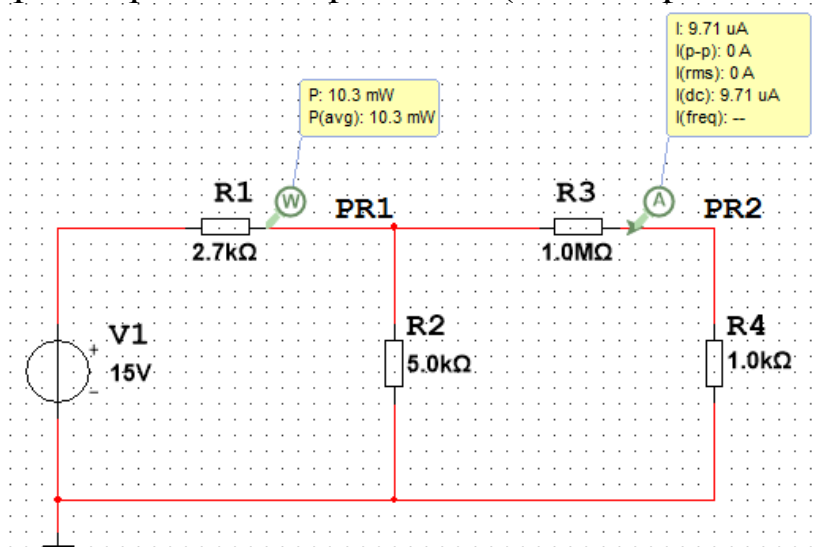 I: 9.71 uA
I(p-p): 0 A
I(rms): 0 A
I(dc): 9.71 uA
I(freq): --
P: 10.3 mW
P(avg): 10.3 mW
R1
W
PR1
R3
A
PR2
2.7kΩ
1.0MΩ
V1
+
15V
−
R2
5.0kΩ
R4
1.0kΩ